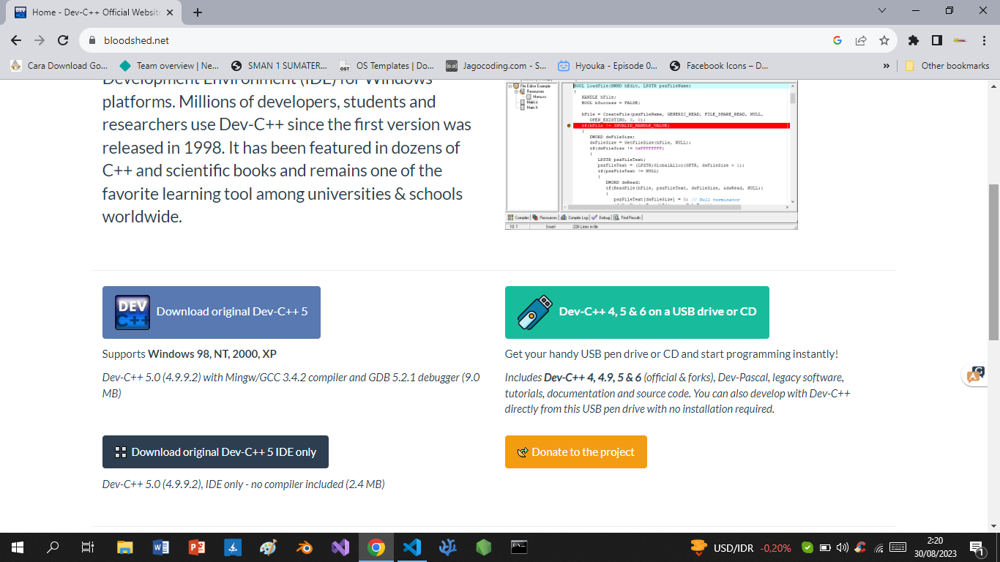 Home - Dev-C++ Official Websit
bloodshed.net
Cara Download Go...
Team overview | Ne...
SMAN 1 SUMATER...
OS Templates | Do...
Jagocoding.com - S...
Hyouka - Episode 0...
Facebook Icons – D...
»
Other bookmarks
Development Environment (IDE) for Windows
platforms. Millions of developers, students and
researchers use Dev-C++ since the first version was
released in 1998. It has been featured in dozens of
C++ and scientific books and remains one of the
favorite learning tool among universities & schools
worldwide.
File Editor Example
Resources
Menu.rc
Main.c
Main.h
BOOL LoadFile(HWND hEdit, LPSTR pszFileName)
{
HANDLE hFile;
BOOL bSuccess = FALSE;
hFile = CreateFile(pszFileName, GENERIC_READ, FILE_SHARE_READ, NULL,
OPEN_EXISTING, 0, 0);
if(hFile != INVALID_HANDLE_VALUE)
{
DWORD dwFileSize;
dwFileSize = GetFileSize(hFile, NULL);
if(dwFileSize != 0xFFFFFFFF)
{
LPSTR pszFileText;
pszFileText = (LPSTR)GlobalAlloc(GPTR, dwFileSize + 1);
if(pszFileText != NULL)
{
DWORD dwRead;
if(ReadFile(hFile, pszFileText, dwFileSize, &dwRead, NULL))
{
pszFileText[dwFileSize] = 0; // Null terminator
Compiler Resources Compile Log Debug Find Results
10: 1 Insert 226 Lines in file
DEV C++ Download original Dev-C++ 5
Supports Windows 98, NT, 2000, XP
Dev-C++ 5.0 (4.9.9.2) with Mingw/GCC 3.4.2 compiler and GDB 5.2.1 debugger (9.0
MB)
Download original Dev-C++ 5 IDE only
Dev-C++ 5.0 (4.9.9.2), IDE only - no compiler included (2.4 MB)
Dev-C++ 4, 5 & 6 on a USB drive or CD
Get your handy USB pen drive or CD and start programming instantly!
Includes Dev-C++ 4, 4.9, 5 & 6 (official & forks), Dev-Pascal, legacy software,
tutorials, documentation and source code. You can also develop with Dev-C++
directly from this USB pen drive with no installation required.
Donate to the project
USD/IDR -0,20%
2:20
30/08/2023
1